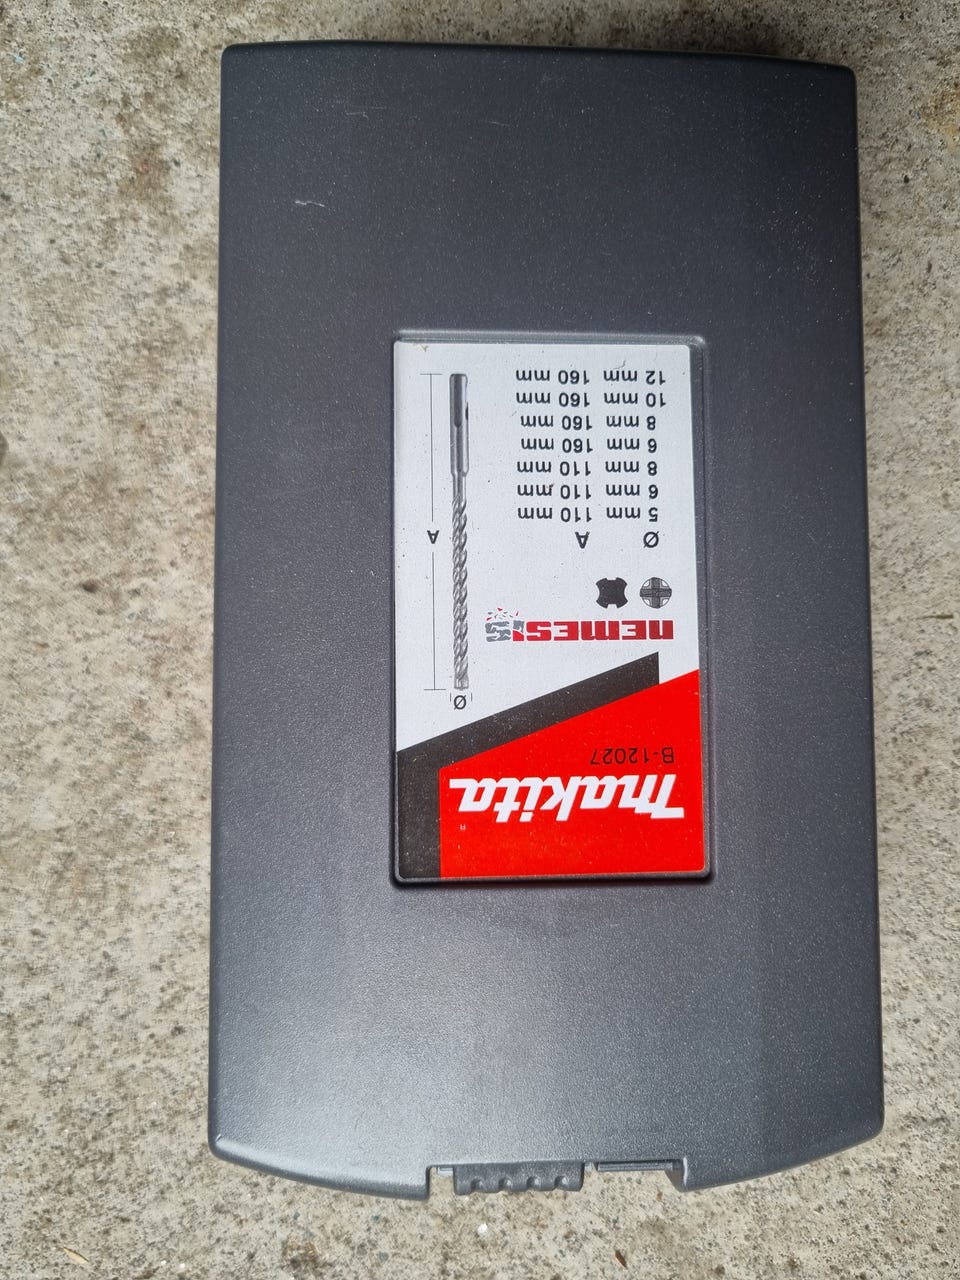 Makita
®
B-12027
nemesis
Ø A
5 mm 110 mm
6 mm 110 mm
8 mm 110 mm
6 mm 160 mm
8 mm 160 mm
10 mm 160 mm
12 mm 160 mm
Ø
A